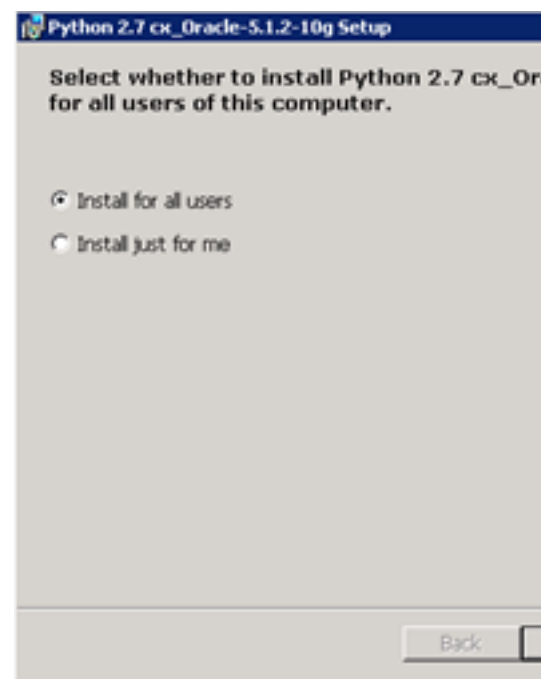 Python 2.7 cx_Oracle-5.1.2-10g Setup
Select whether to install Python 2.7 cx_Or
for all users of this computer.
Install for all users
Install just for me
Back